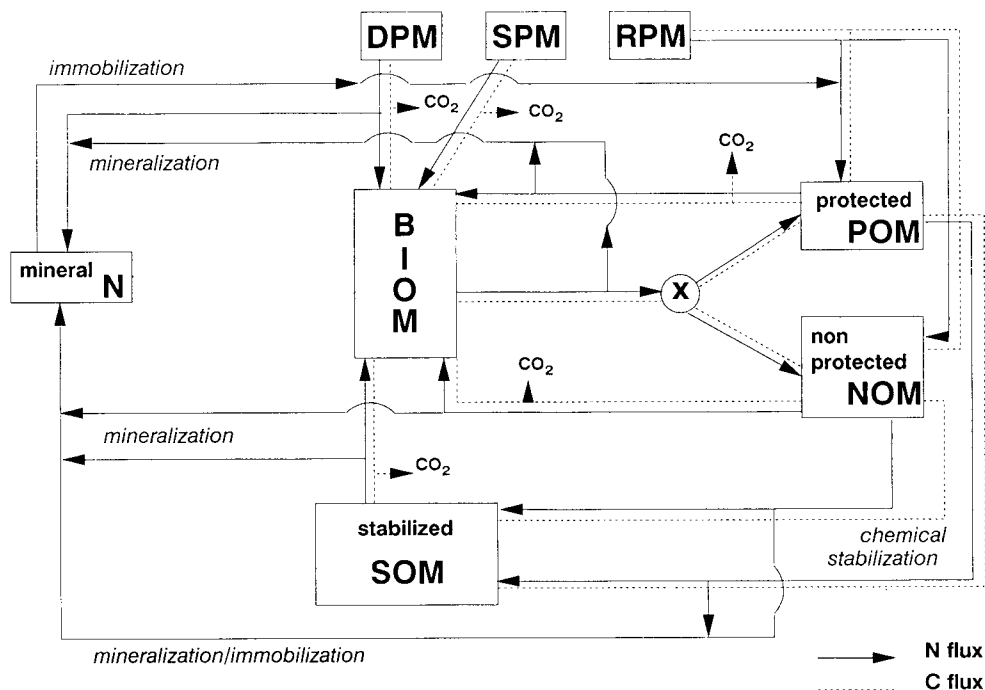 DPM
SPM
RPM
immobilization
CO2
CO2
CO2
mineralization
BIOM
protected
POM
mineral
N
X
non
protected
NOM
CO2
mineralization
CO2
stabilized
SOM
chemical
stabilization
mineralization/immobilization
N flux
C flux